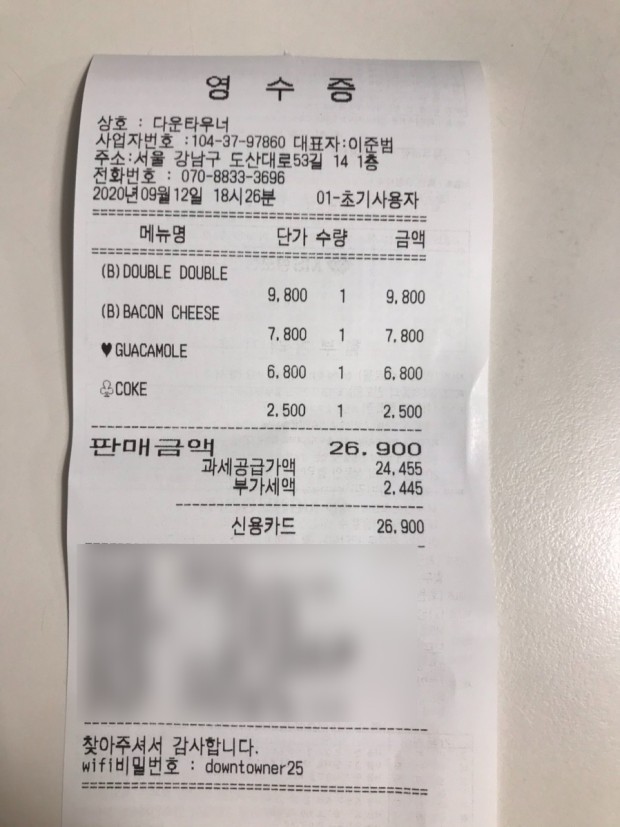 영 수 증
상호 : 다운타우너
사업자번호 :104-37-97860 대표자:이준범
주소:서울 강남구 도산대로53길 14 1층
전화번호 : 070-8833-3696
2020년09월12일 18시26분 01-초기사용자
메뉴명 단가 수량 금액
(B)DOUBLE DOUBLE
9,800 1 9,800
(B)BACON CHEESE
7,800 1 7,800
♥GUACAMOLE
6,800 1 6,800
♧COKE
2,500 1 2,500
판매금액 26,900
과세공급가액 24,455
부가세액 2,445
신용카드 26,900
찾아주셔서 감사합니다.
wifi비밀번호 : downtowner25